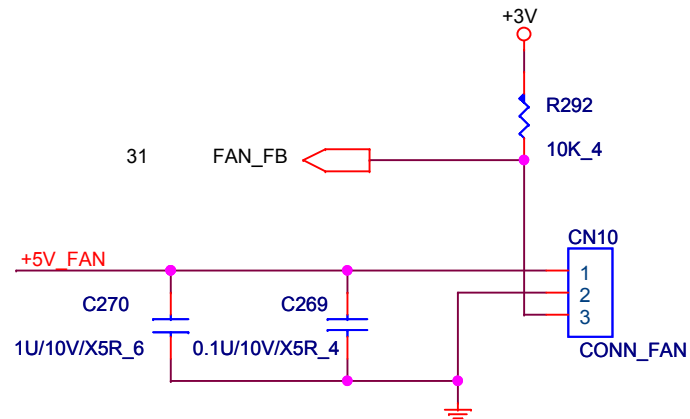 +3V
R292
10K_4
31 FAN_FB
+5V_FAN
CN10
1
2
3
C270
C269
1U/10V/X5R_6
0.1U/10V/X5R_4
CONN_FAN